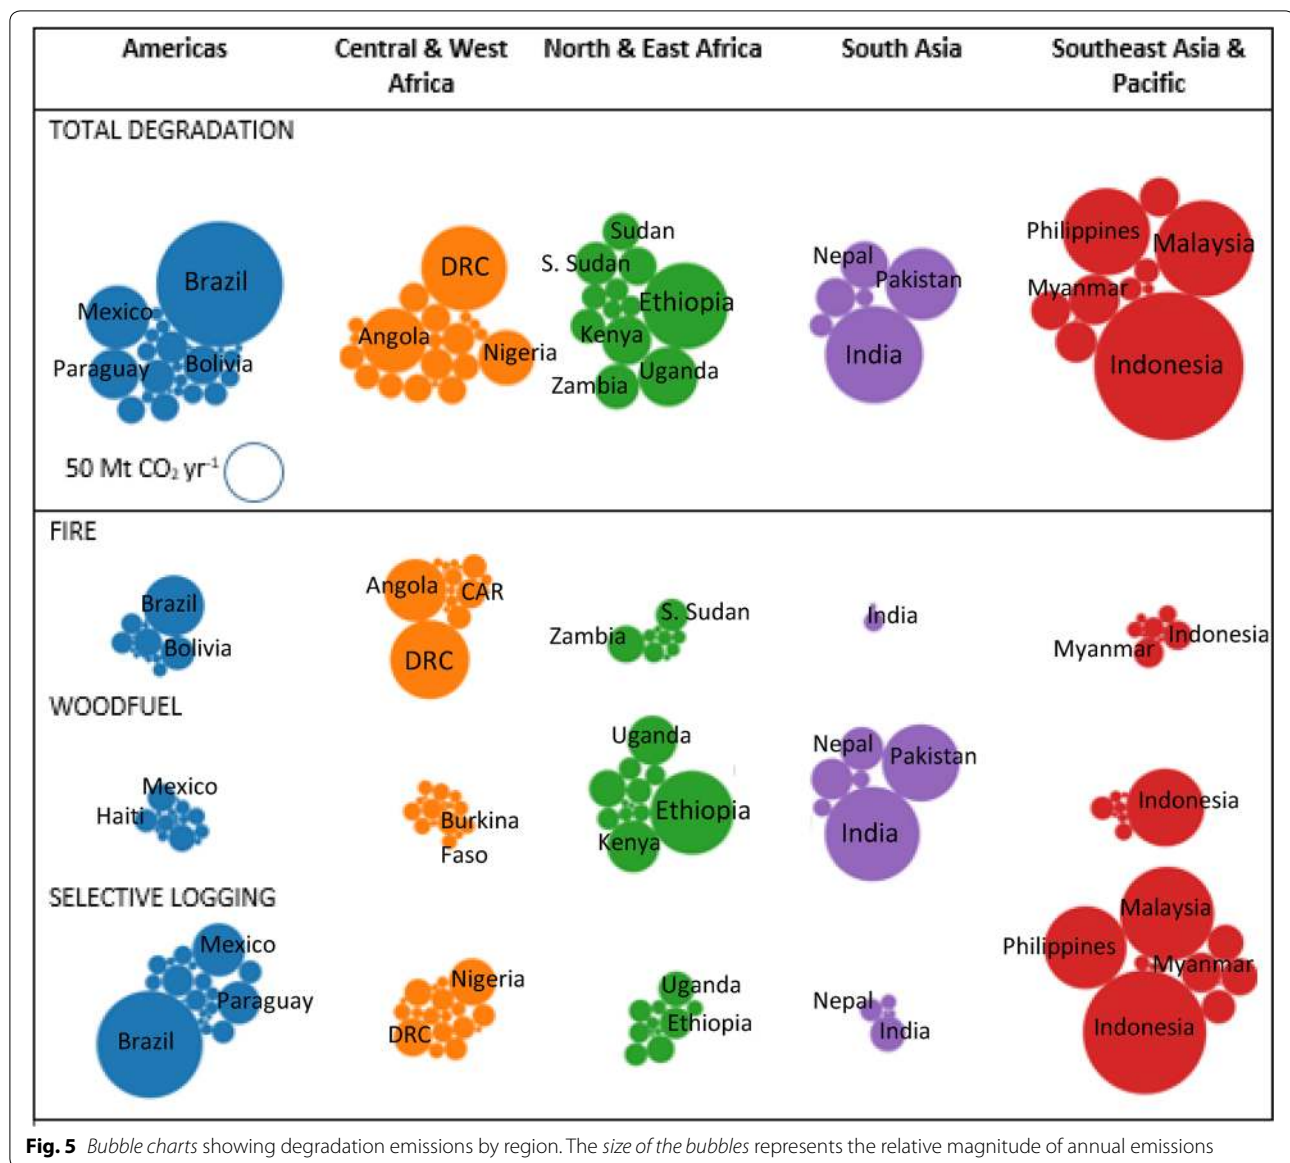 Americas
Central & West
Africa
North & East Africa
South Asia
Southeast Asia &
Pacific
TOTAL DEGRADATION
Brazil
Mexico
Paraguay
Bolivia
DRC
Angola
Nigeria
Sudan
S. Sudan
Ethiopia
Kenya
Uganda
Zambia
Nepal
Pakistan
India
Philippines
Malaysia
Myanmar
Indonesia
50 Mt CO₂ yr⁻¹
FIRE
Brazil
Bolivia
Angola
CAR
DRC
S. Sudan
Zambia
India
Indonesia
Myanmar
WOODFUEL
Mexico
Haiti
Burkina
Faso
Uganda
Ethiopia
Kenya
Nepal
Pakistan
India
Indonesia
SELECTIVE LOGGING
Mexico
Paraguay
Brazil
Nigeria
DRC
Uganda
Ethiopia
Nepal
India
Malaysia
Philippines
Myanmar
Indonesia
Fig. 5 Bubble charts showing degradation emissions by region. The size of the bubbles represents the relative magnitude of annual emissions